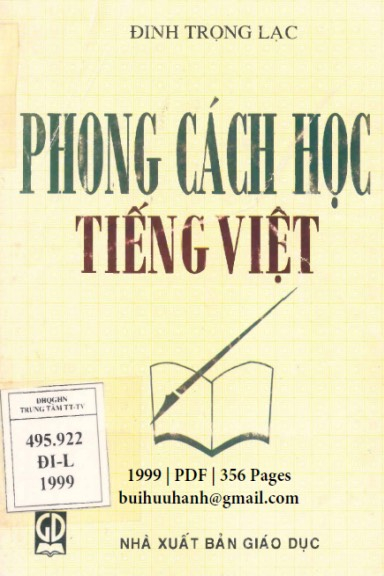 ĐINH TRỌNG LẠC
PHONG CÁCH HỌC
TIẾNG VIỆT
ĐHQGHN
TRUNG TÂM TT-TV
495.922
ĐI-L
1999
1999 | PDF | 356 Pages
buihuuhanh@gmail.com
GD
NHÀ XUẤT BẢN GIÁO DỤC